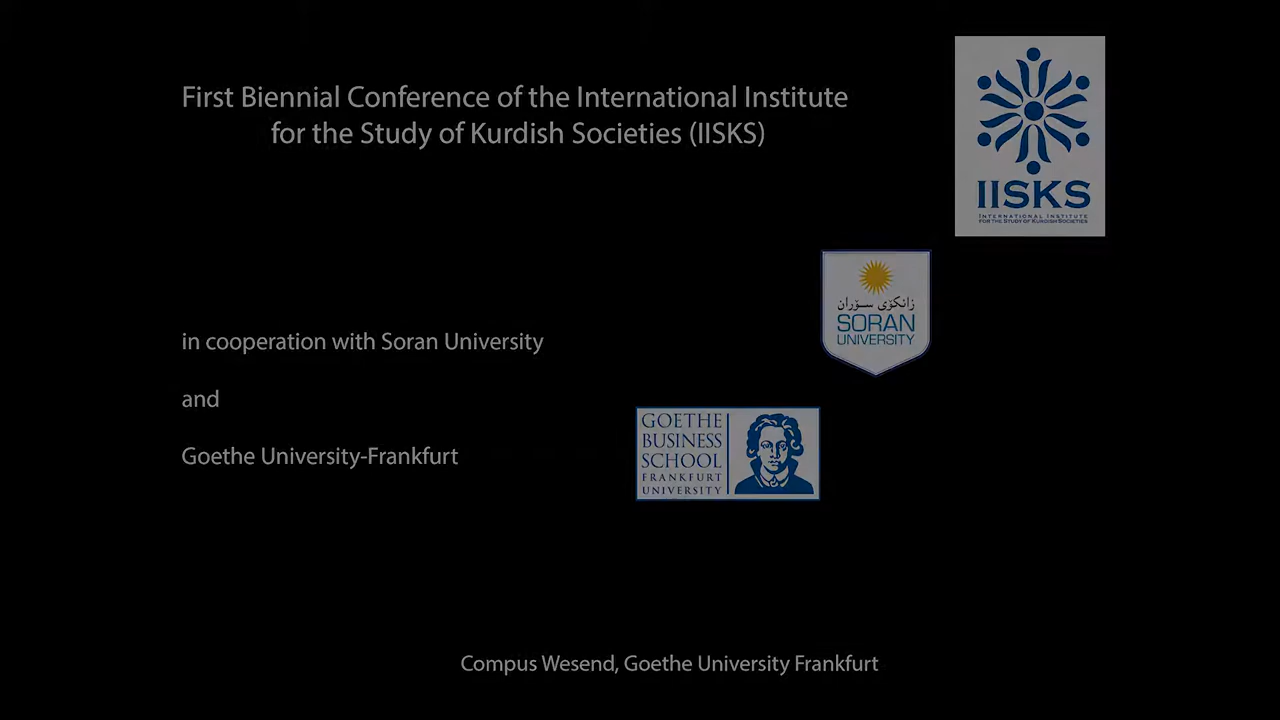 First Biennial Conference of the International Institute
for the Study of Kurdish Societies (IISKS)
IISKS
INTERNATIONAL INSTITUTE
FOR THE STUDY OF KURDISH SOCIETIES
زانكۆی سۆران
SORAN
UNIVERSITY
in cooperation with Soran University
and
Goethe University-Frankfurt
GOETHE
BUSINESS
SCHOOL
FRANKFURT
UNIVERSITY
Compus Wesend, Goethe University Frankfurt